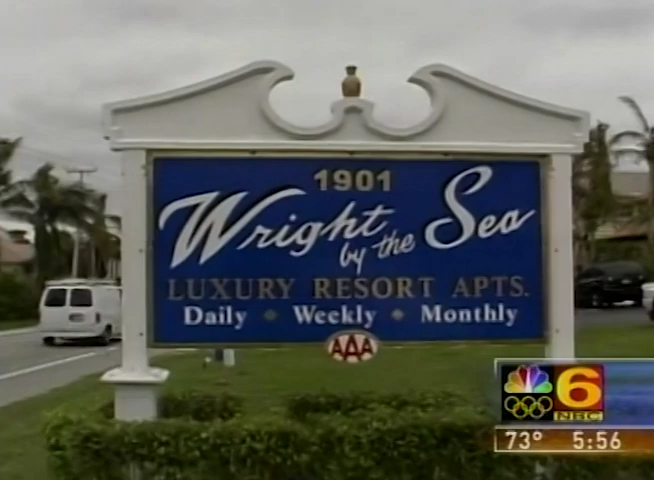 1901
Wright by the Sea
LUXURY RESORT APTS.
Daily Weekly Monthly
AAA
6
NBC
73° 5:56